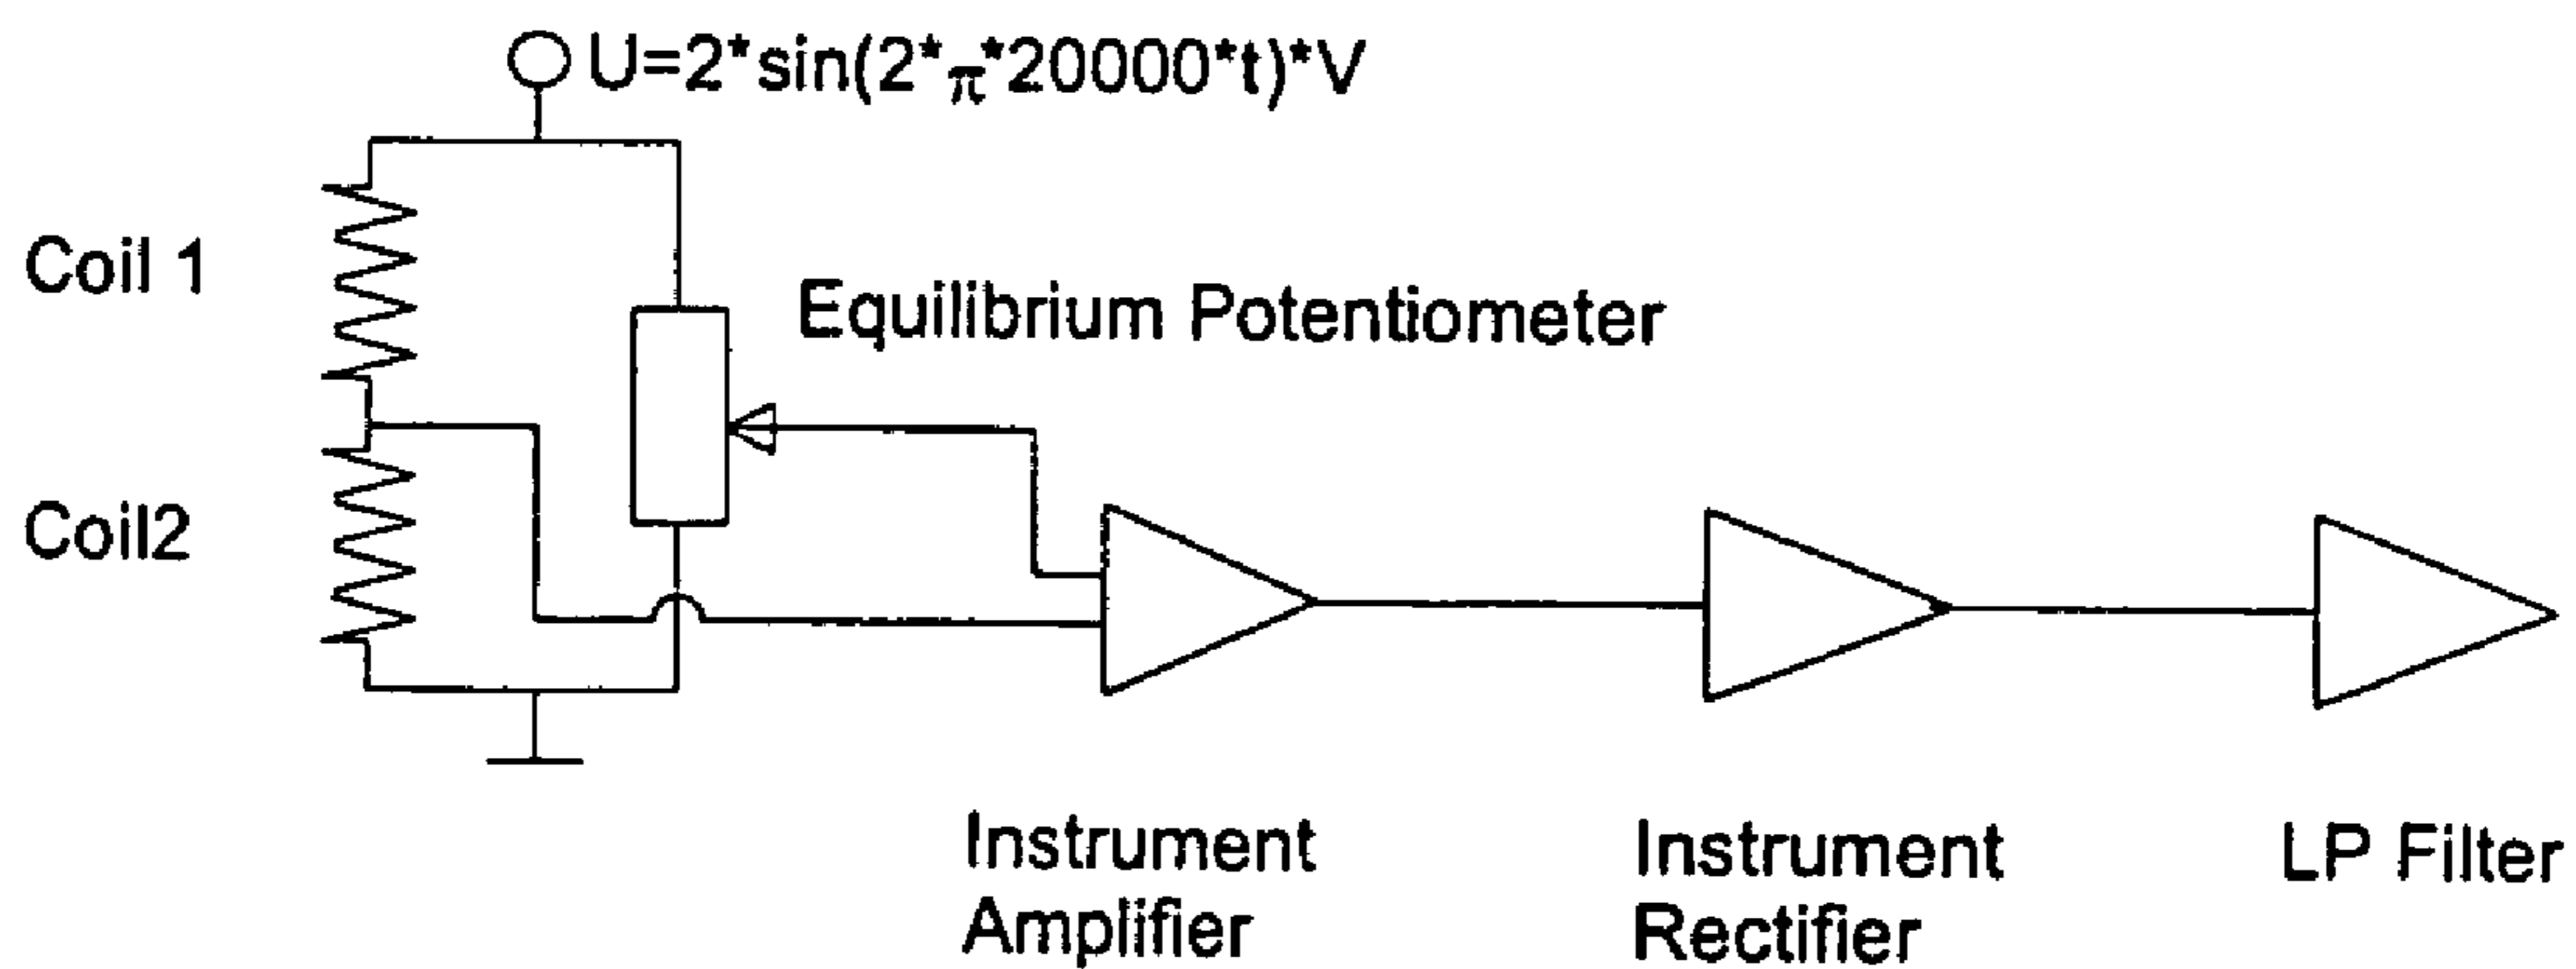 U=2*sin(2*π*20000*t)*V
Coil 1
Equilibrium Potentiometer
Coil2
Instrument
Amplifier
Instrument
Rectifier
LP Filter